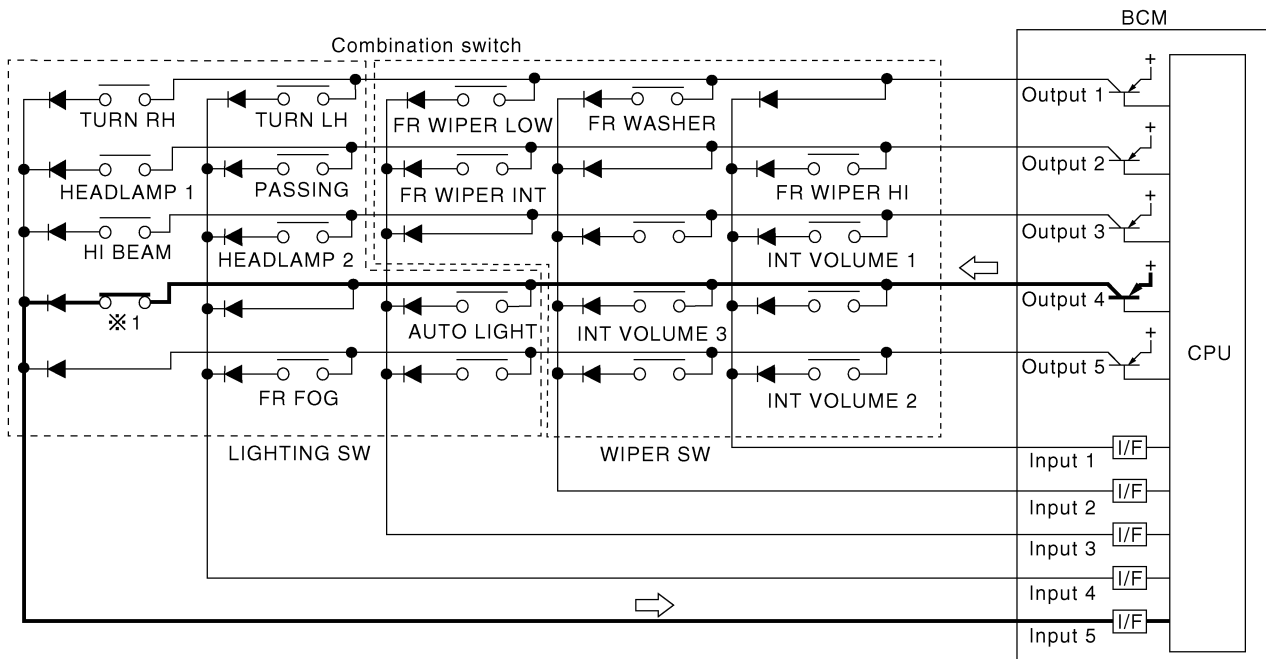 BCM
Combination switch
+
Output 1
TURN RH
TURN LH
FR WIPER LOW
FR WASHER
+
Output 2
HEADLAMP 1
PASSING
FR WIPER INT
FR WIPER HI
+
Output 3
HI BEAM
HEADLAMP 2
INT VOLUME 1
+
Output 4
※1
AUTO LIGHT
INT VOLUME 3
+
Output 5
CPU
FR FOG
INT VOLUME 2
LIGHTING SW
WIPER SW
Input 1
I/F
Input 2
I/F
Input 3
I/F
Input 4
I/F
Input 5
I/F